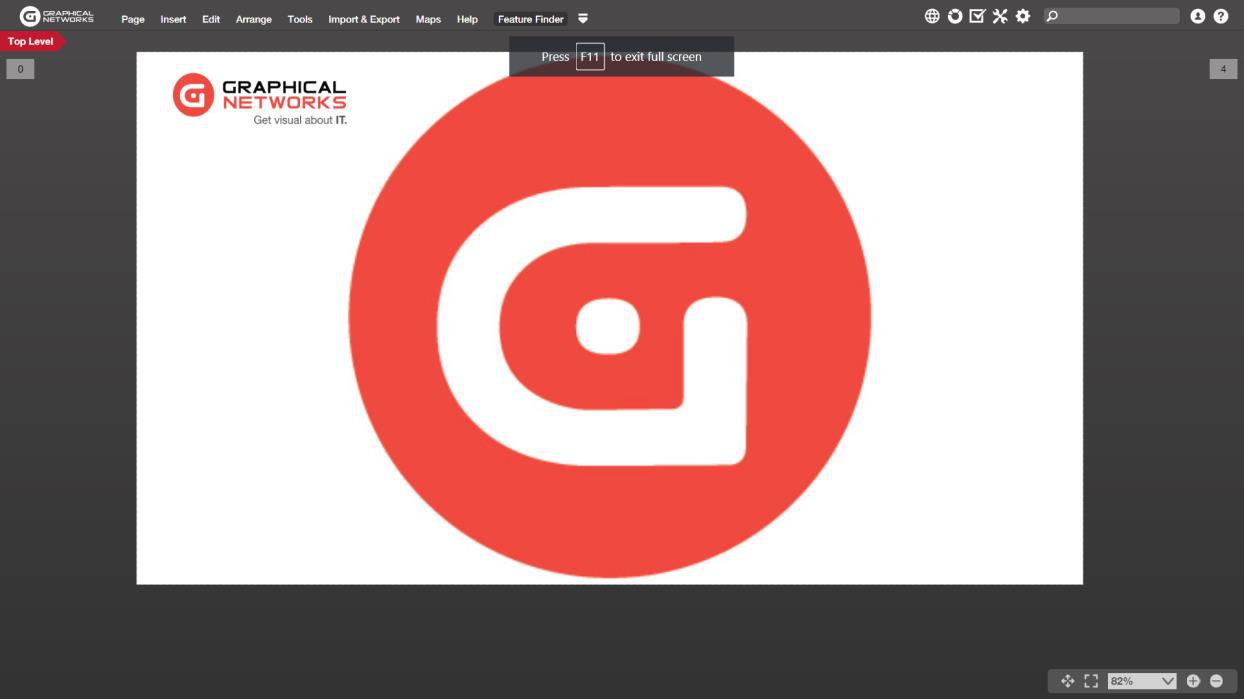 GRAPHICAL
NETWORKS
Page Insert Edit Arrange Tools Import & Export Maps Help Feature Finder
Top Level
Press F11 to exit full screen
0
4
GRAPHICAL
NETWORKS
Get visual about IT.
82%